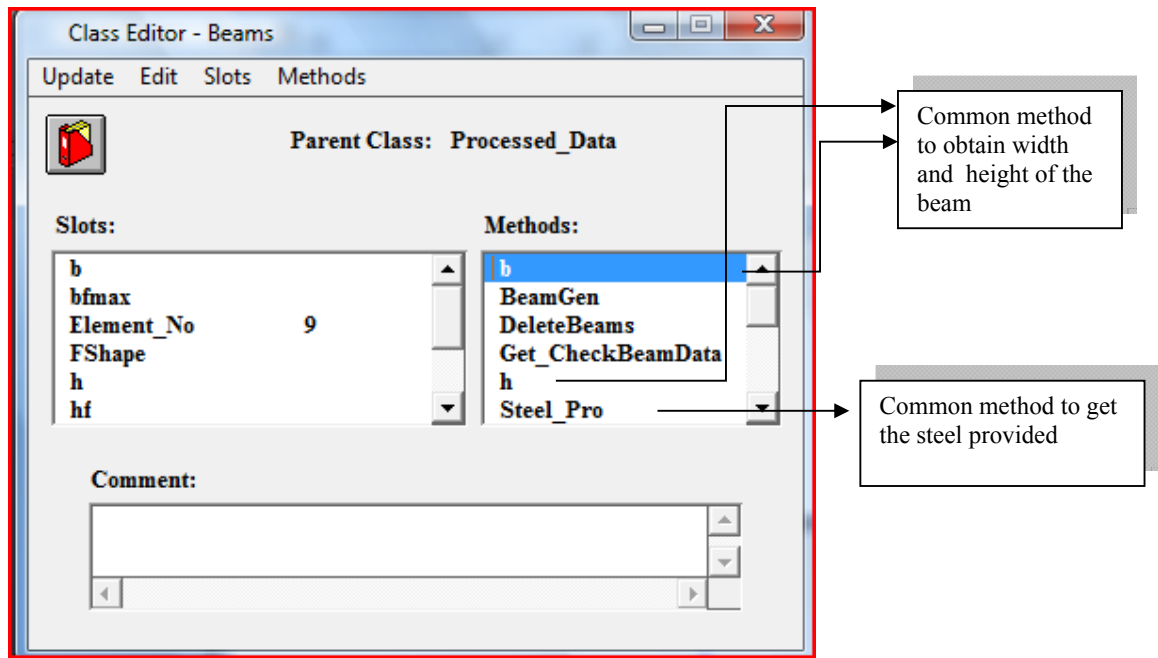 Class Editor - Beams
Update Edit Slots Methods
Parent Class: Processed_Data
Slots:
b
bfmax
Element_No 9
FShape
h
hf
Methods:
b
BeamGen
DeleteBeams
Get_CheckBeamData
h
Steel_Pro
Comment:
Common method
to obtain width
and height of the
beam
Common method to get
the steel provided